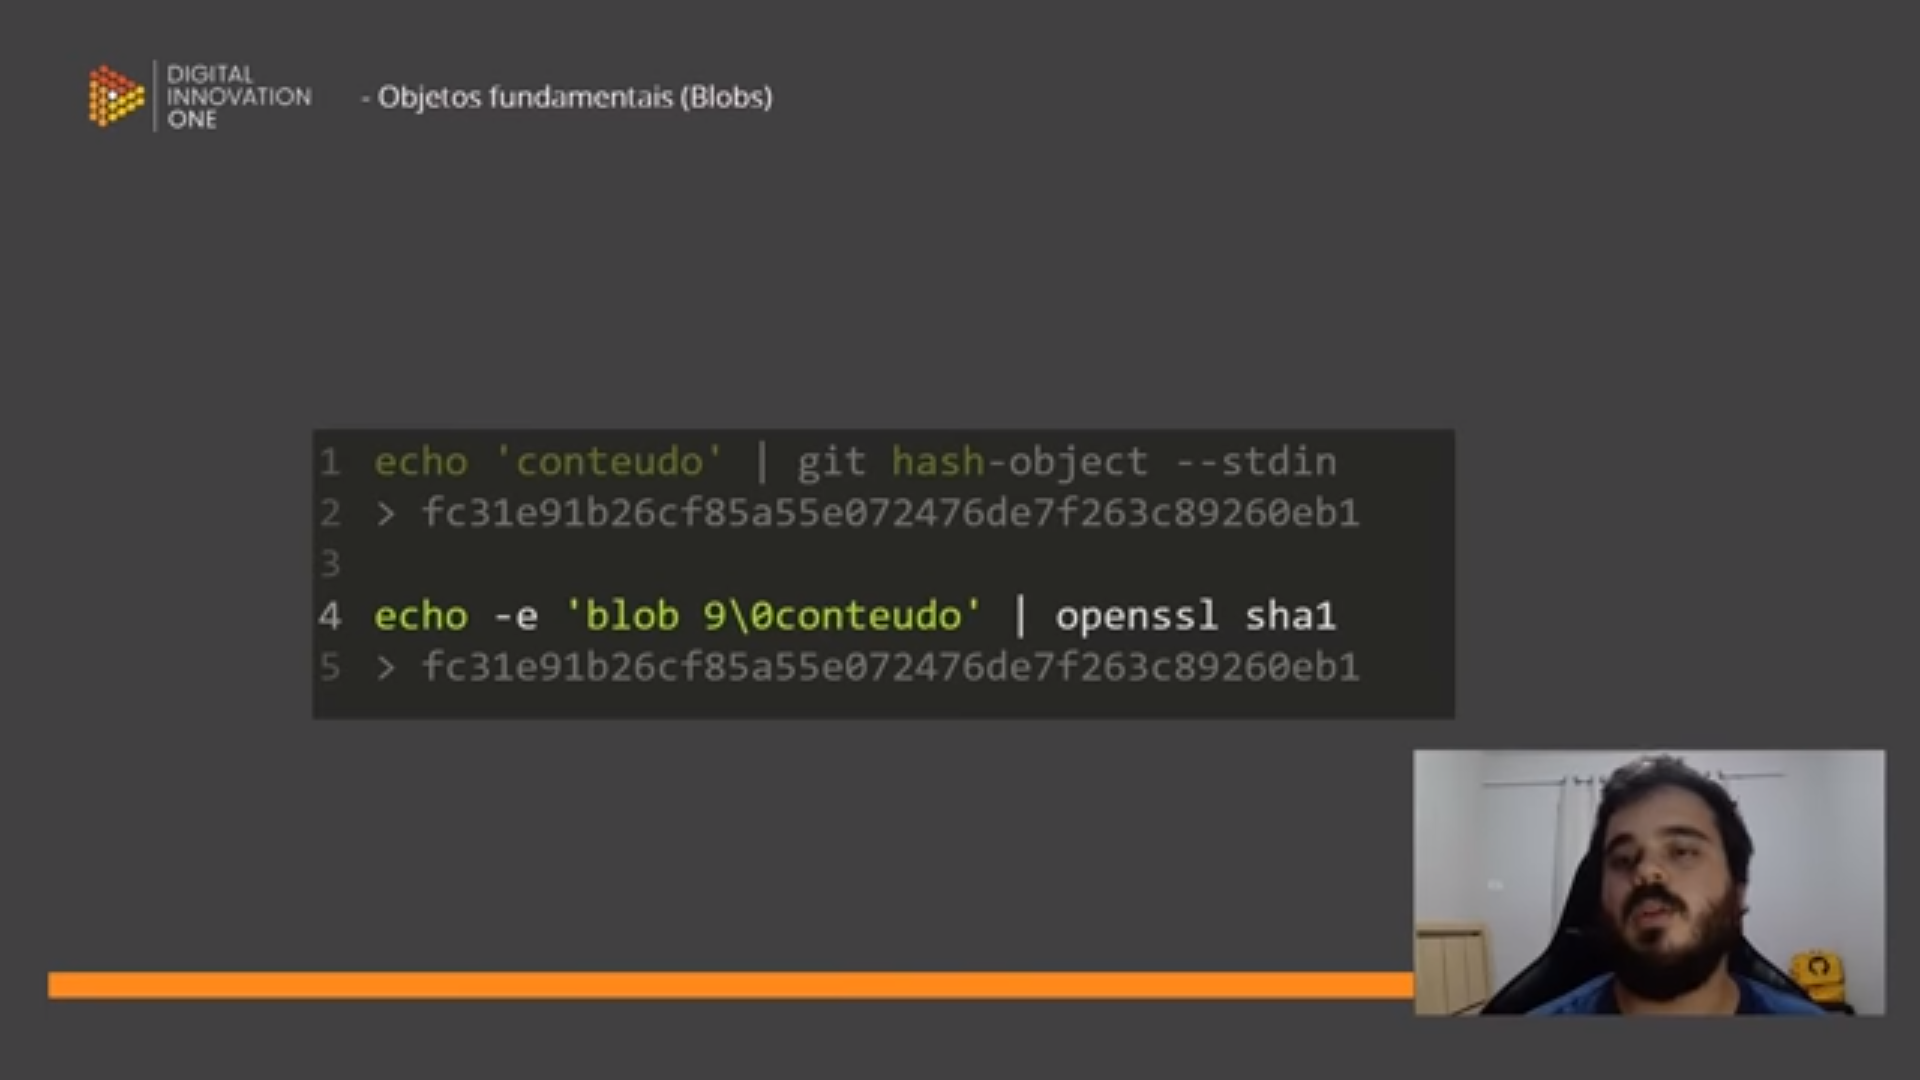 DIGITAL
INNOVATION
ONE
- Objetos fundamentais (Blobs)
1 echo 'conteudo' | git hash-object --stdin
2 > fc31e91b26cf85a55e072476de7f263c89260eb1
3
4 echo -e 'blob 9\0conteudo' | openssl sha1
5 > fc31e91b26cf85a55e072476de7f263c89260eb1